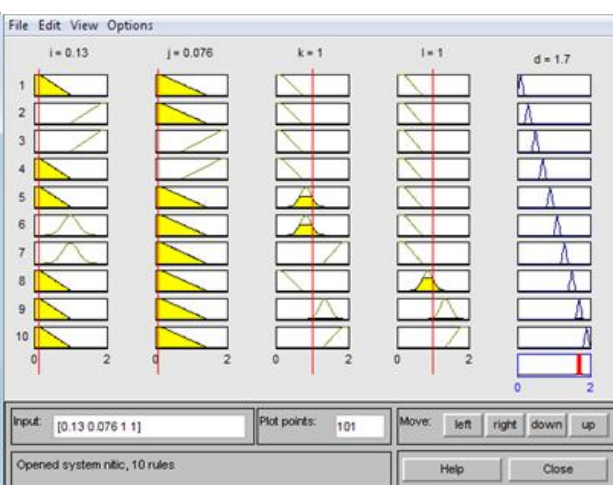 File Edit View Options
i = 0.13 j = 0.076 k = 1 l = 1 d = 1.7
1
2
3
4
5
6
7
8
9
10
0 2 0 2 0 2 0 2
0 2
Input: [0.13 0.076 1 1] Plot points: 101 Move: left right down up
Opened system nitic, 10 rules Help Close